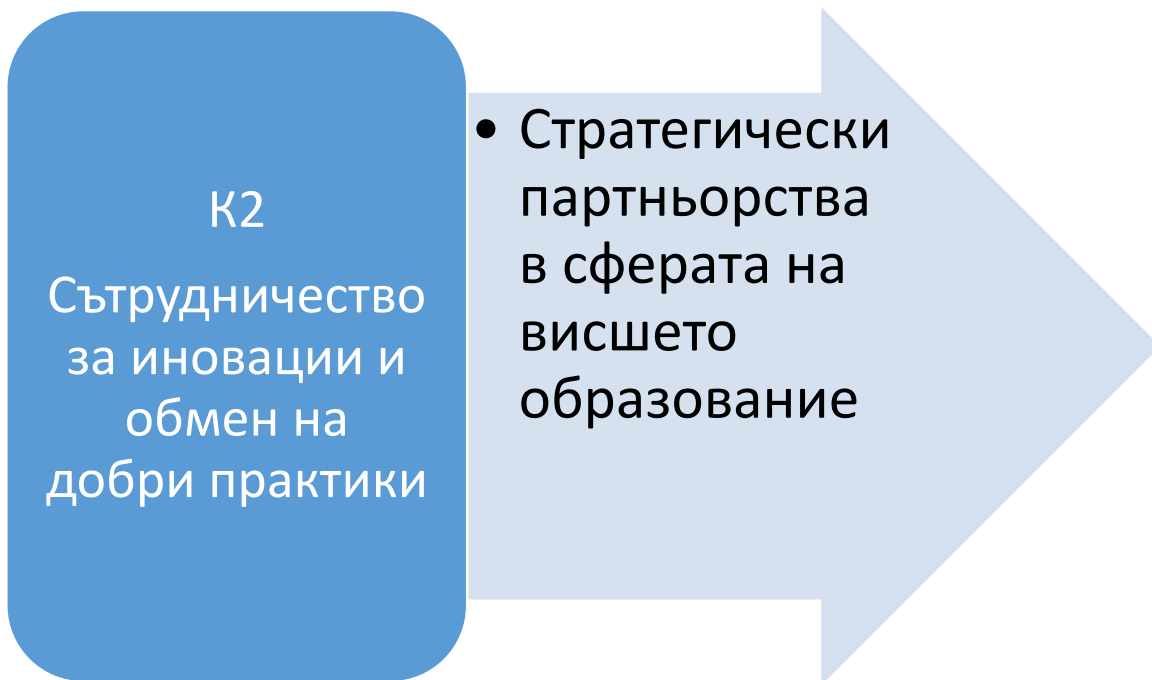 К2
Сътрудничество
за иновации и
обмен на
добри практики
• Стратегически
партньорства
в сферата на
висшето
образование